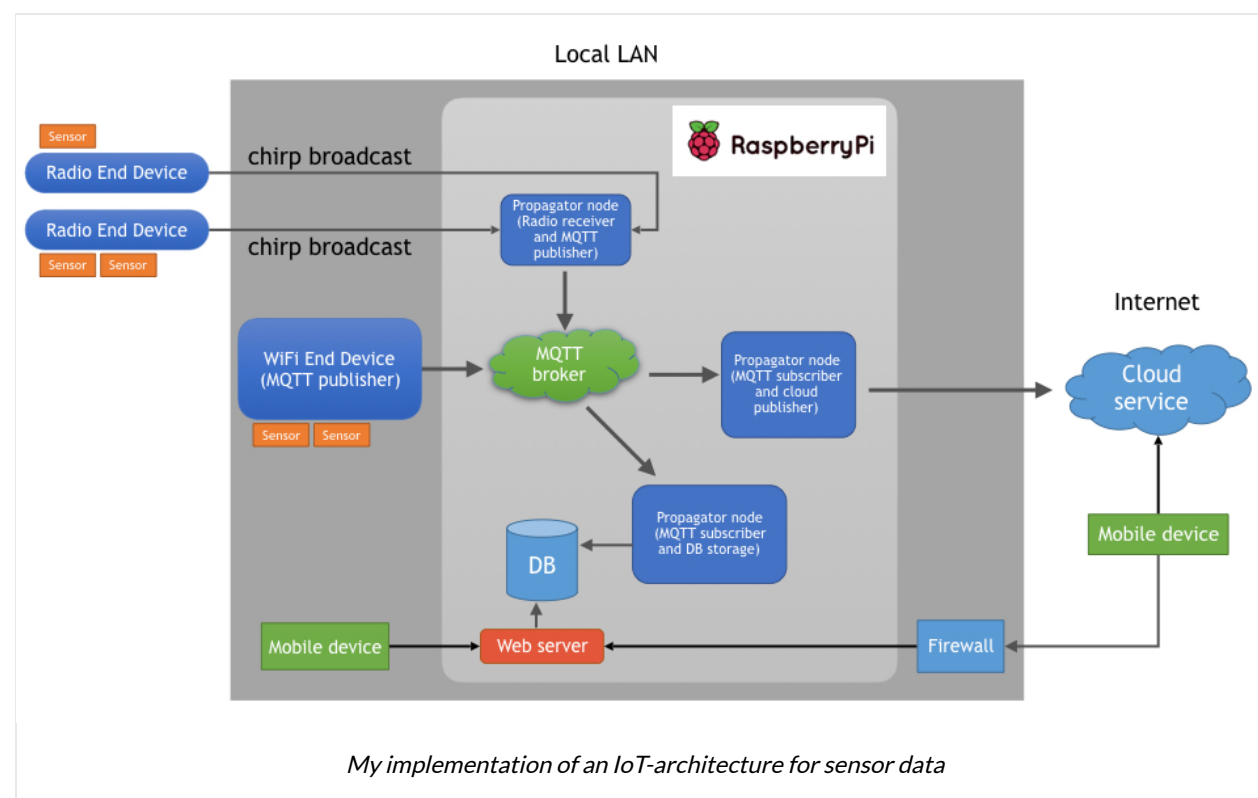 Local LAN
RaspberryPi
Sensor
Radio End Device
chirp broadcast
Radio End Device
chirp broadcast
Sensor
Sensor
Propagator node
(Radio receiver
and MQTT
publisher)
WiFi End Device
(MQTT publisher)
Sensor
Sensor
MQTT
broker
Propagator node
(MQTT subscriber
and cloud
publisher)
Internet
Cloud
service
Propagator node
(MQTT subscriber
and DB storage)
DB
Mobile device
Mobile device
Web server
Firewall
My implementation of an IoT-architecture for sensor data